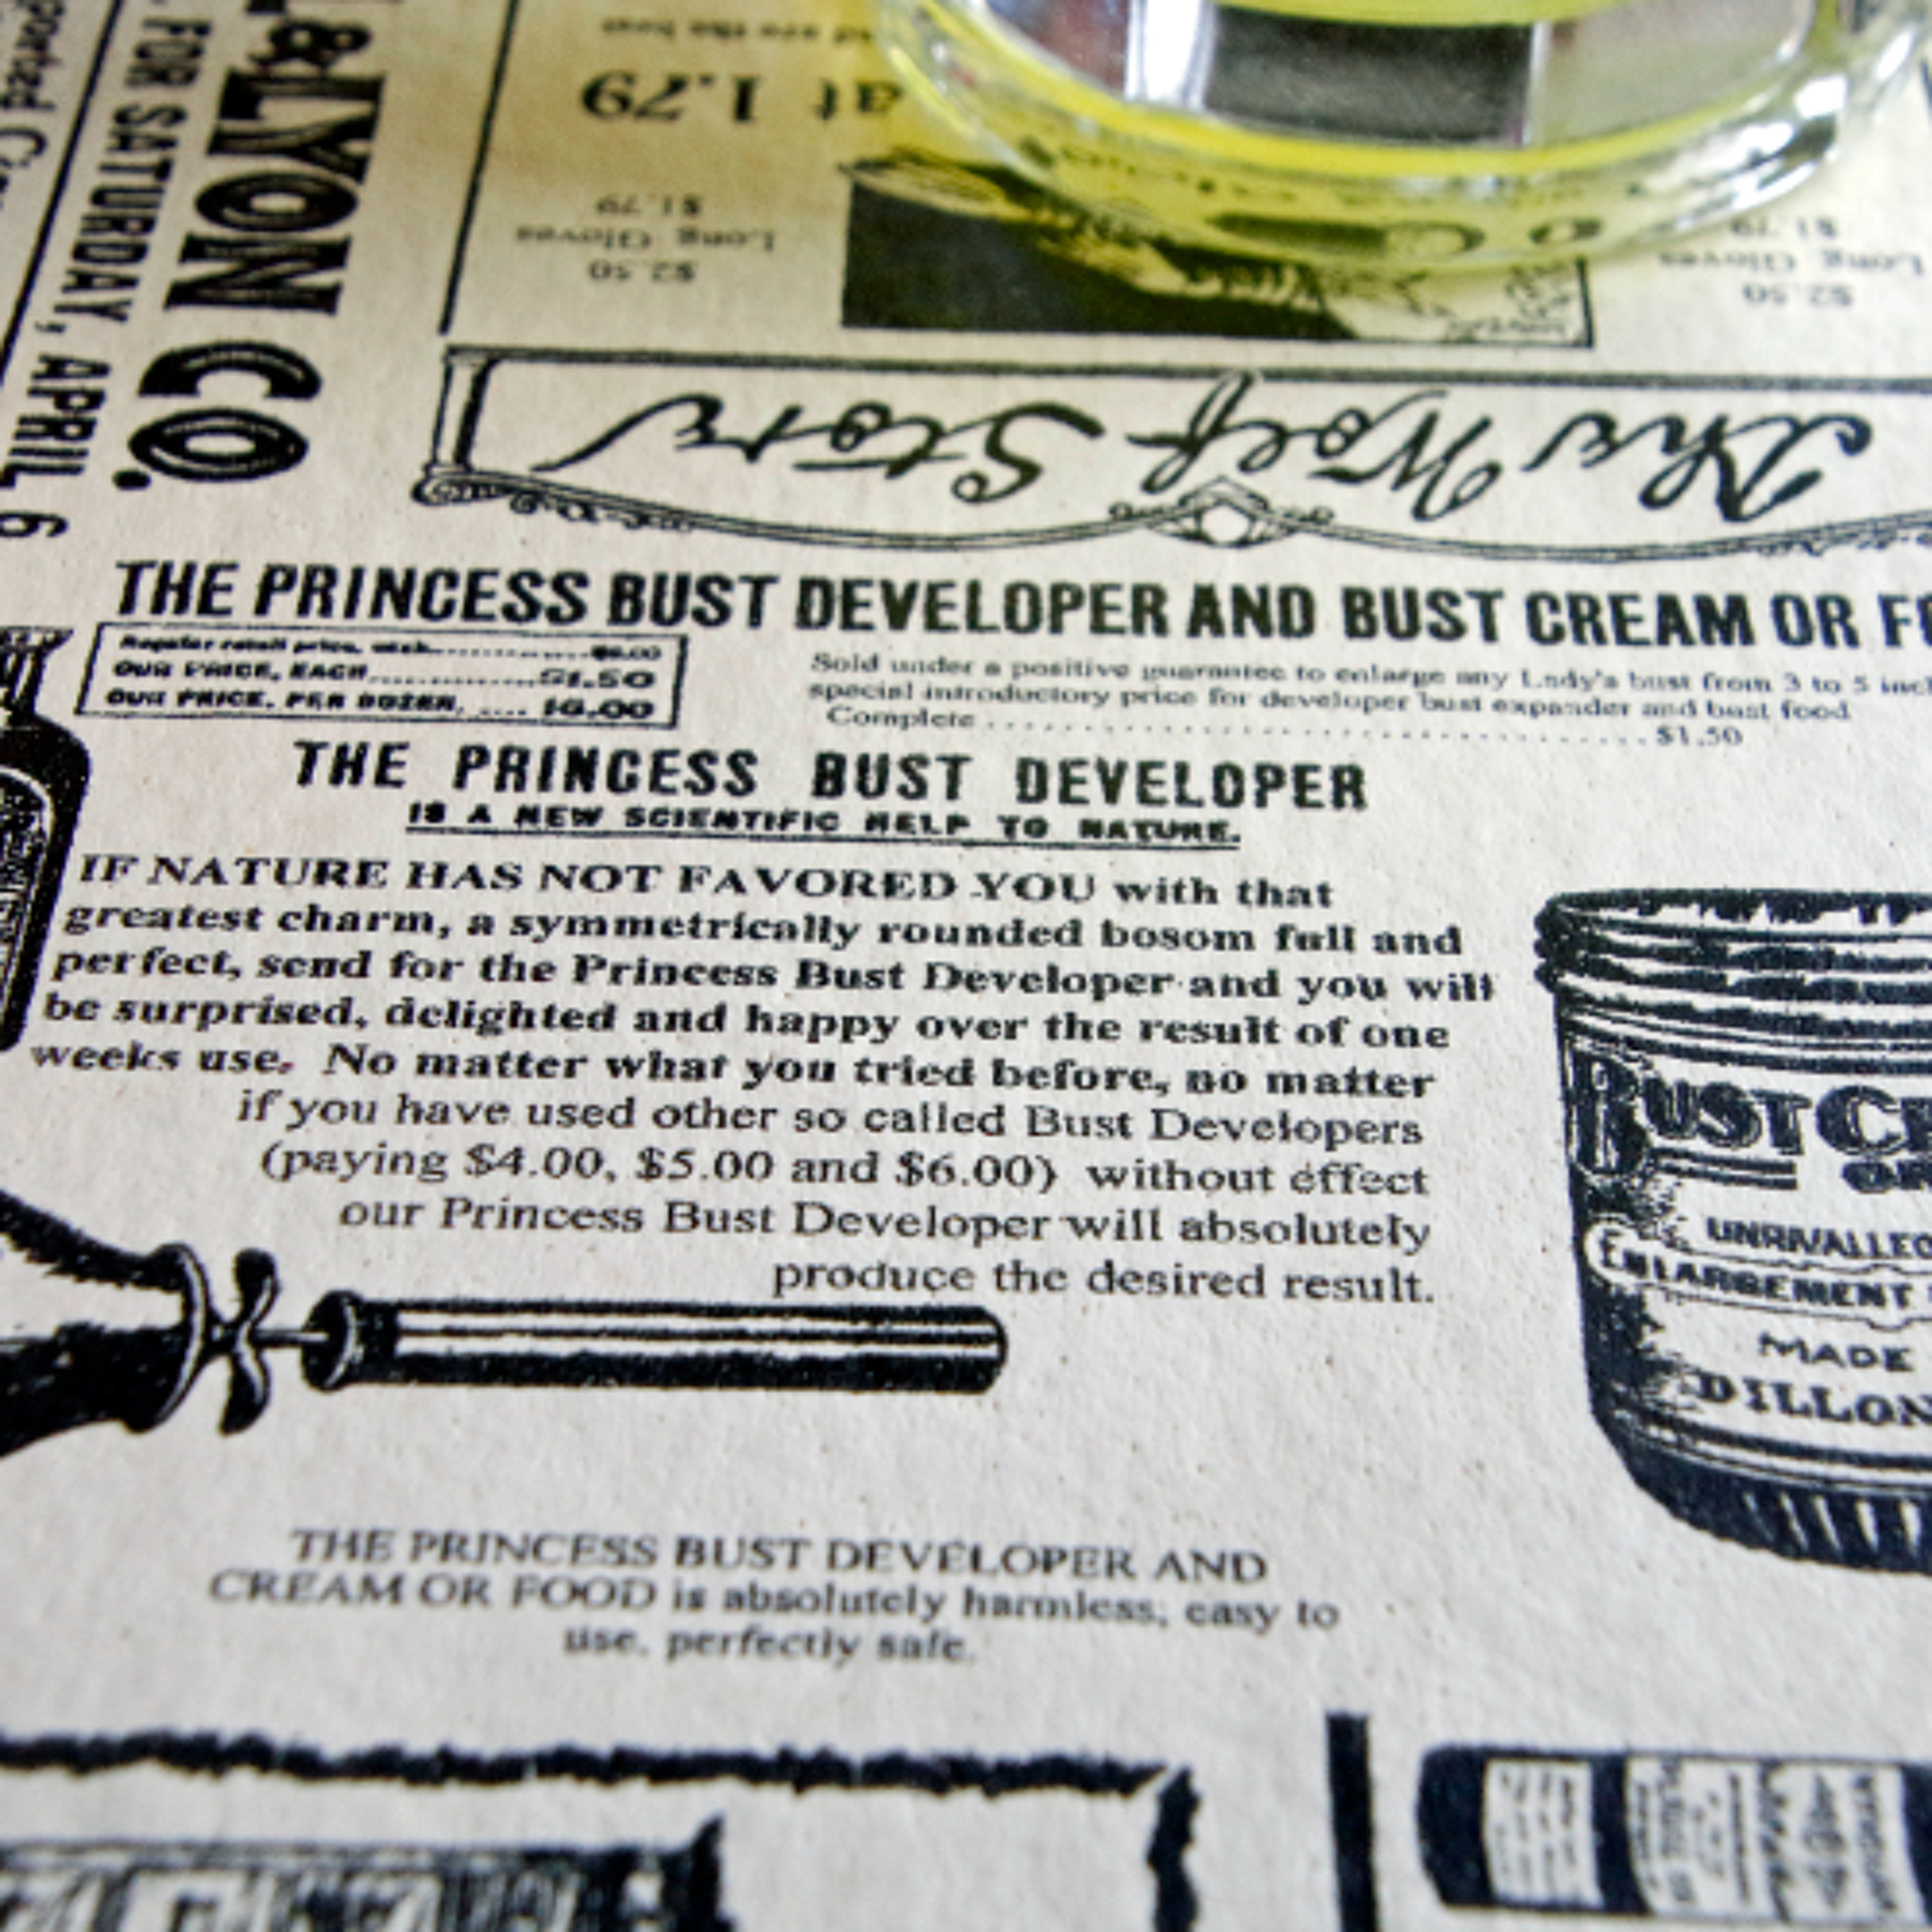 & LYON CO.
FOR SATURDAY, APRIL 6
at 1.79
$1.79
Long Gloves
$2.50
$1.79
Long Gloves
$2.50
The Wolf Store
THE PRINCESS BUST DEVELOPER AND BUST CREAM OR
Regular retail price, each
OUR PRICE, EACH $1.50
OUR PRICE, PER DOZEN,
Sold under a positive guarantee to enlarge any Lady's bust from 3 to 5
special introductory price for developer bust expander and bust food
Complete $1.50
THE PRINCESS BUST DEVELOPER
IS A NEW SCIENTIFIC HELP TO NATURE.
IF NATURE HAS NOT FAVORED YOU with that
greatest charm, a symmetrically rounded bosom full and
perfect, send for the Princess Bust Developer and you will
be surprised, delighted and happy over the result of one
weeks use. No matter what you tried before, no matter
if you have used other so called Bust Developers
(paying $4.00, $5.00 and $6.00) without effect
our Princess Bust Developer will absolutely
produce the desired result.
BUST
UNRIVALLED
ENLARGEMENT
MADE
DILLON
THE PRINCESS BUST DEVELOPER AND
CREAM OR FOOD is absolutely harmless, easy to
use, perfectly safe.